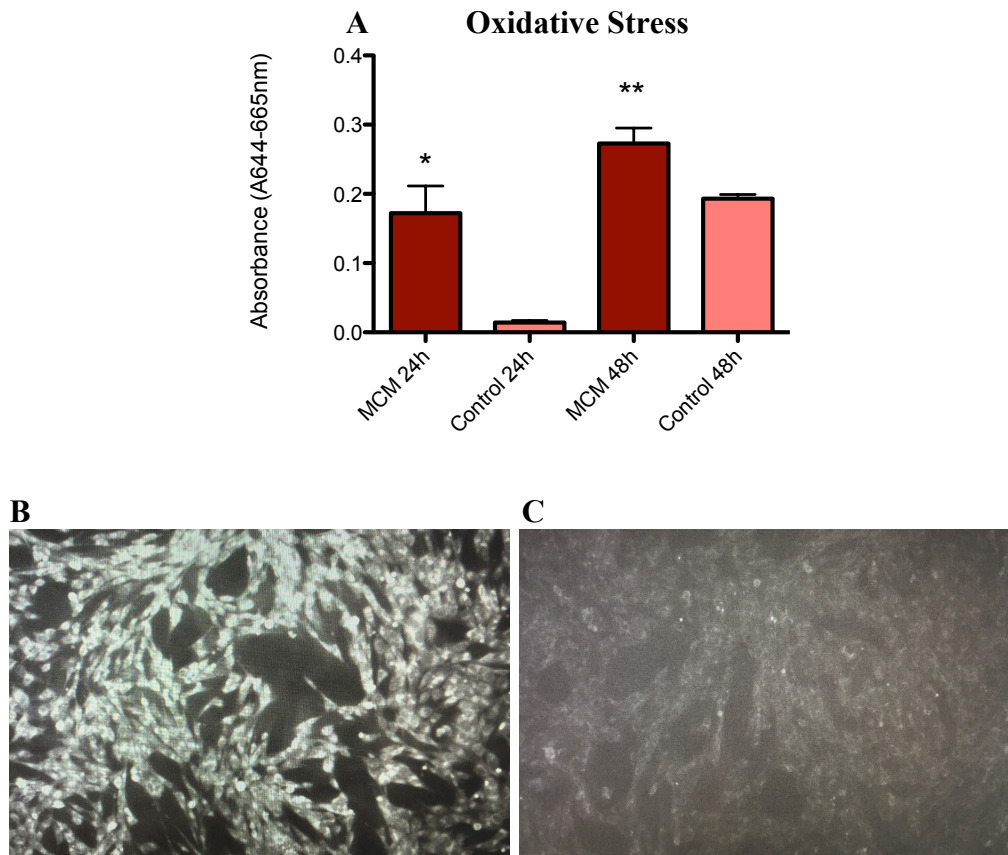 A Oxidative Stress
Absorbance (A644-665nm)
0.4
0.3
0.2
0.1
0.0
*
**
MCM 24h
Control 24h
MCM 48h
Control 48h
B
C